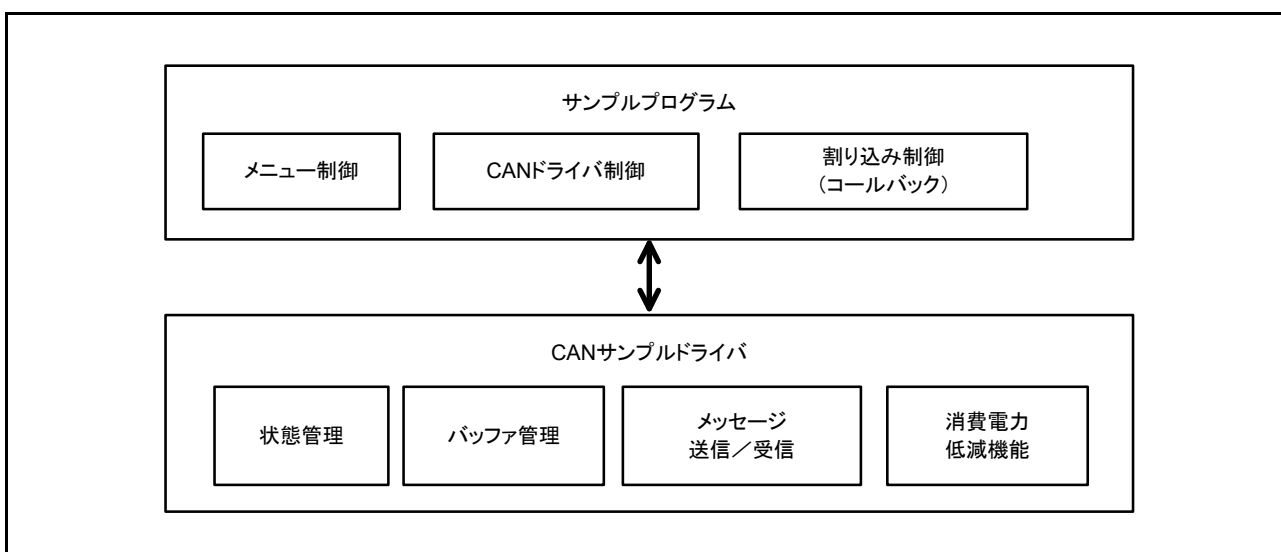 サンプルプログラム
メニュー制御
CANドライバ制御
割り込み制御
(コールバック)
CANサンプルドライバ
状態管理
バッファ管理
メッセージ
送信／受信
消費電力
低減機能